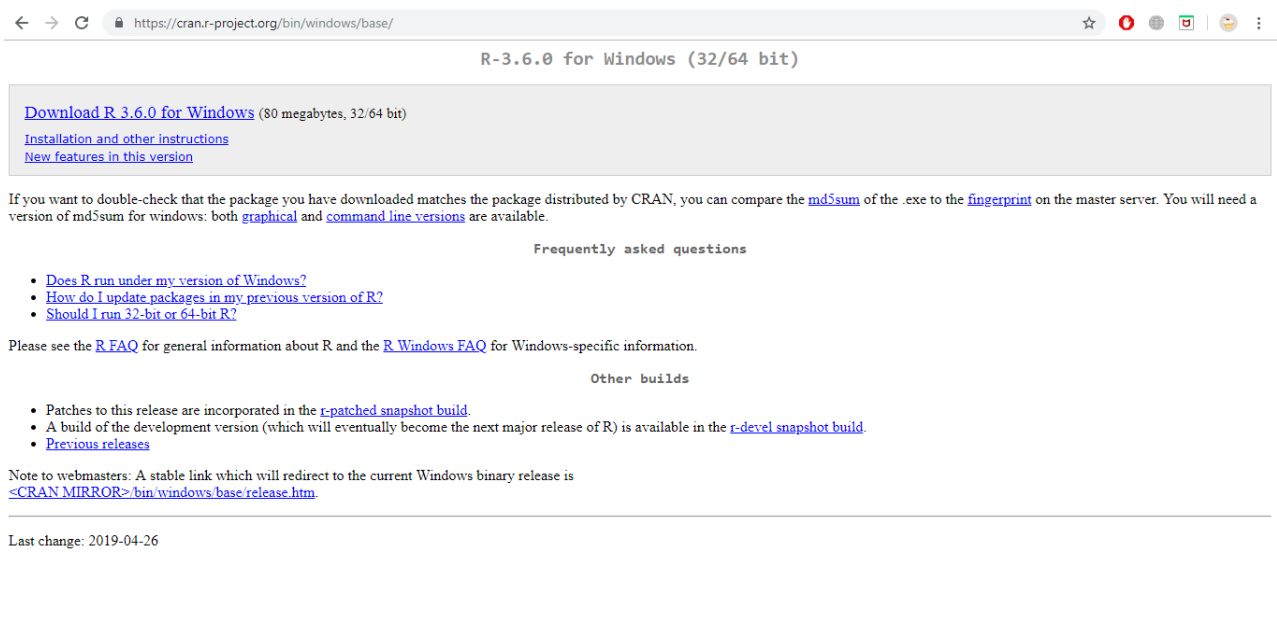 https://cran.r-project.org/bin/windows/base/
R-3.6.0 for Windows (32/64 bit)
Download R 3.6.0 for Windows (80 megabytes, 32/64 bit)
Installation and other instructions
New features in this version
If you want to double-check that the package you have downloaded matches the package distributed by CRAN, you can compare the md5sum of the .exe to the fingerprint on the master server. You will need a
version of md5sum for windows: both graphical and command line versions are available.
Frequently asked questions
• Does R run under my version of Windows?
• How do I update packages in my previous version of R?
• Should I run 32-bit or 64-bit R?
Please see the R FAQ for general information about R and the R Windows FAQ for Windows-specific information.
Other builds
• Patches to this release are incorporated in the r-patched snapshot build.
• A build of the development version (which will eventually become the next major release of R) is available in the r-devel snapshot build.
• Previous releases
Note to webmasters: A stable link which will redirect to the current Windows binary release is
<CRAN MIRROR>/bin/windows/base/release.htm.
Last change: 2019-04-26